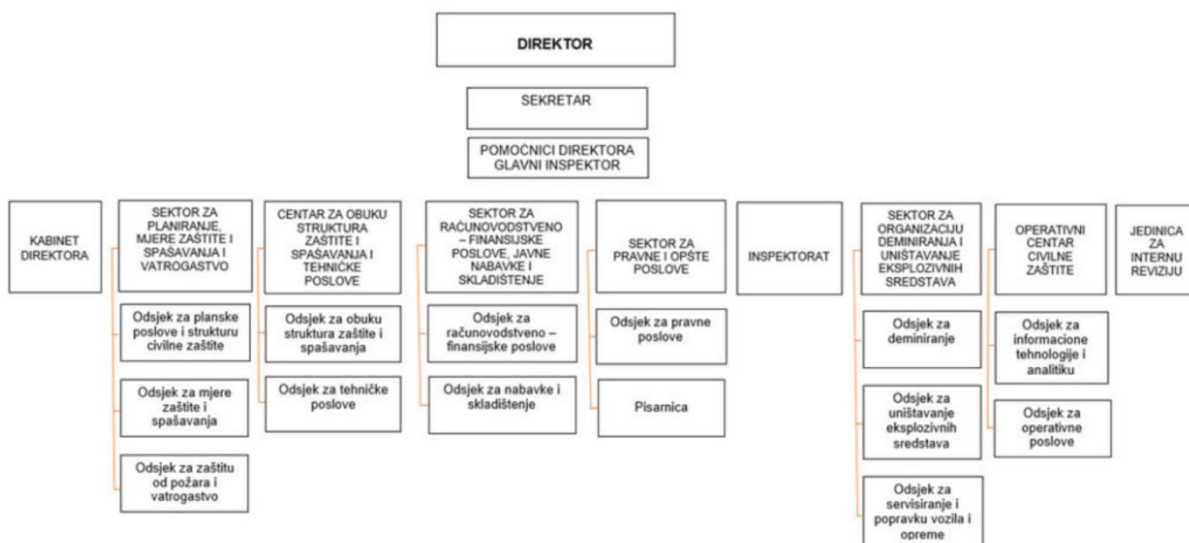 DIREKTOR
SEKRETAR
POMOĆNICI DIREKTORA
GLAVNI INSPEKTOR
KABINET
DIREKTORA
SEKTOR ZA
PLANIRANJE,
MJERE ZAŠTITE I
SPAŠAVANJA I
VATROGASTVO
CENTAR ZA OBUKU
STRUKTURA
ZAŠTITE I
SPAŠAVANJA I
TEHNIČKE
POSLOVE
SEKTOR ZA
RAČUNOVODSTVENO
– FINANSIJSKE
POSLOVE, JAVNE
NABAVKE I
SKLADIŠTENJE
SEKTOR ZA
PRAVNE I OPŠTE
POSLOVE
INSPEKTORAT
SEKTOR ZA
ORGANIZACIJU
DEMINIRANJA I
UNIŠTAVANJE
EKSPLOZIVNIH
SREDSTAVA
OPERATIVNI
CENTAR
CIVILNE
ZAŠTITE
JEDINICA
ZA
INTERNU
REVIZIJU
Odsjek za planske
poslove i strukturu
civilne zaštite
Odsjek za mjere
zaštite i
spašavanja
Odsjek za zaštitu
od požara i
vatrogastvo
Odsjek za obuku
struktura zaštite i
spašavanja
Odsjek za tehničke
poslove
Odsjek za
računovodstveno –
finansijske poslove
Odsjek za nabavke i
skladištenje
Odsjek za pravne
poslove
Pisarnica
Odsjek za
deminiranje
Odsjek za
uništavanje
eksplozivnih
sredstava
Odsjek za
servisiranje i
popravku vozila i
opreme
Odsjek za
informacione
tehnologije i
analitiku
Odsjek za
operativne
poslove